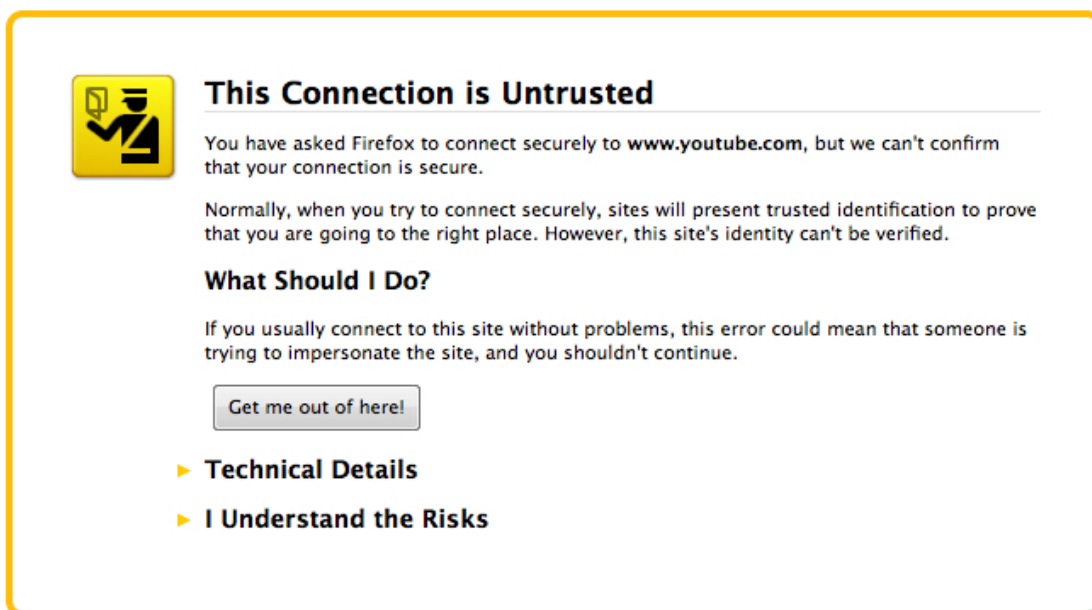 This Connection is Untrusted
You have asked Firefox to connect securely to www.youtube.com, but we can't confirm
that your connection is secure.
Normally, when you try to connect securely, sites will present trusted identification to prove
that you are going to the right place. However, this site's identity can't be verified.
What Should I Do?
If you usually connect to this site without problems, this error could mean that someone is
trying to impersonate the site, and you shouldn't continue.
Get me out of here!
Technical Details
I Understand the Risks